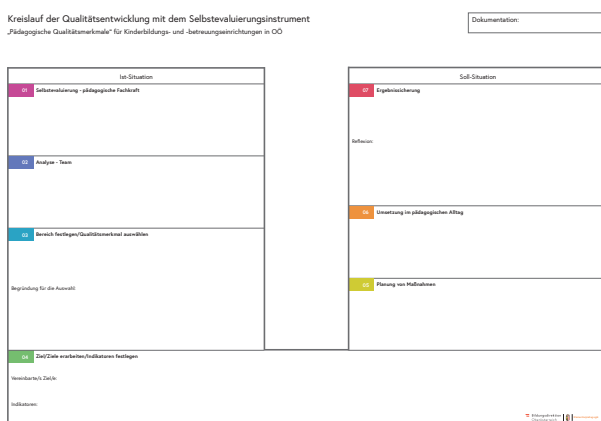 Kreislauf der Qualitätsentwicklung mit dem Selbstevaluierungsinstrument
„Pädagogische Qualitätsmerkmale“ für Kinderbildungs- und -betreuungseinrichtungen in OÖ
Dokumentation:
Ist-Situation
01 Selbstevaluierung - pädagogische Fachkraft
02 Analyse - Team
03 Bereich festlegen/Qualitätsmerkmal auswählen
Begründung für die Auswahl:
04 Ziel/Ziele erarbeiten/Indikatoren festlegen
Vereinbarte/s Ziel/e:
Indikatoren:
Soll-Situation
07 Ergebnissicherung
Reflexion:
06 Umsetzung im pädagogischen Alltag
05 Planung von Maßnahmen
Bildungsdirektion
Oberösterreich